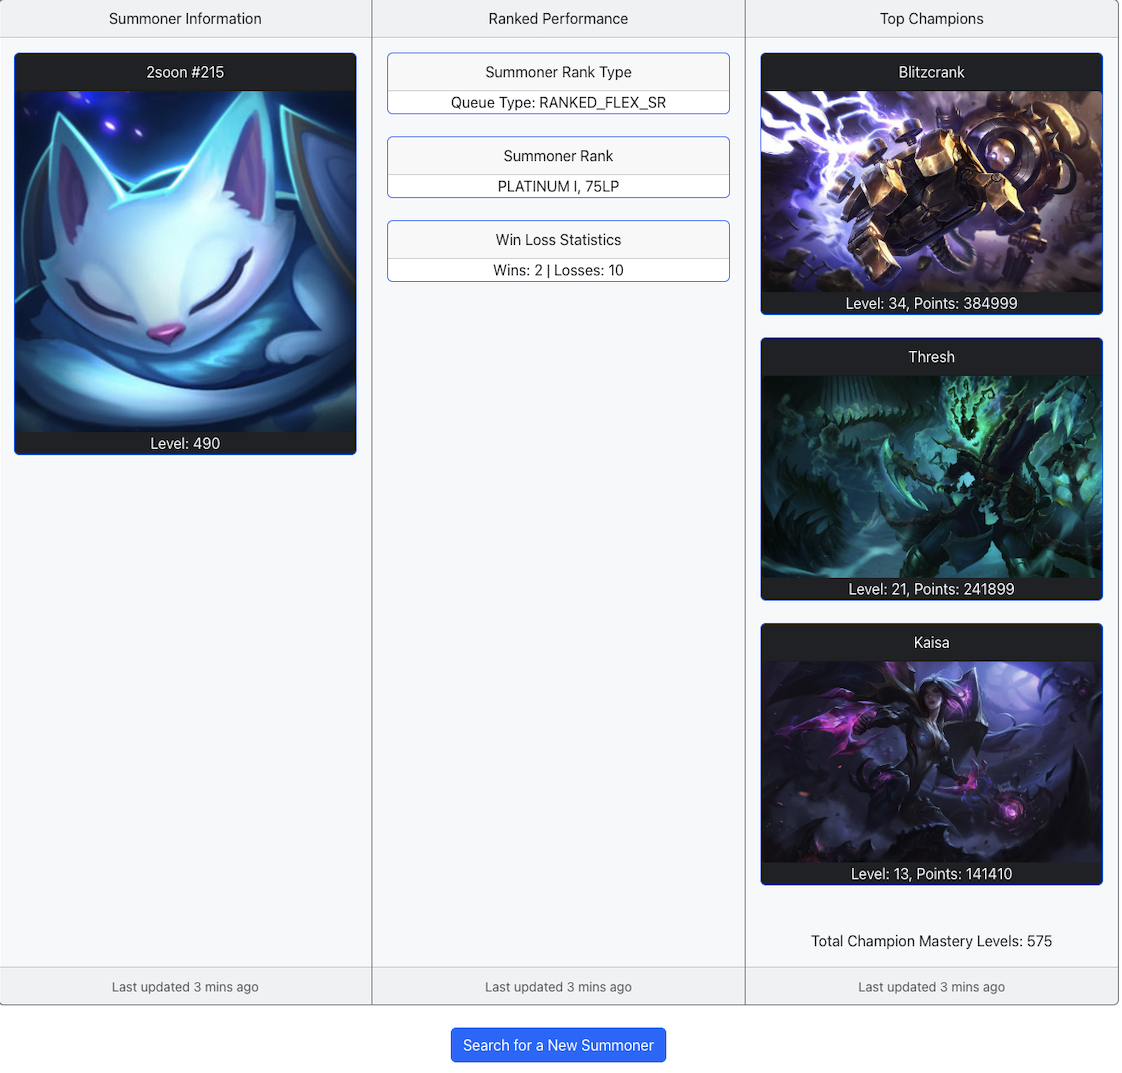 Summoner Information
2soon #215
Level: 490
Last updated 3 mins ago
Ranked Performance
Summoner Rank Type
Queue Type: RANKED_FLEX_SR
Summoner Rank
PLATINUM I, 75LP
Win Loss Statistics
Wins: 2 | Losses: 10
Last updated 3 mins ago
Top Champions
Blitzcrank
Level: 34, Points: 384999
Thresh
Level: 21, Points: 241899
Kaisa
Level: 13, Points: 141410
Total Champion Mastery Levels: 575
Last updated 3 mins ago
Search for a New Summoner